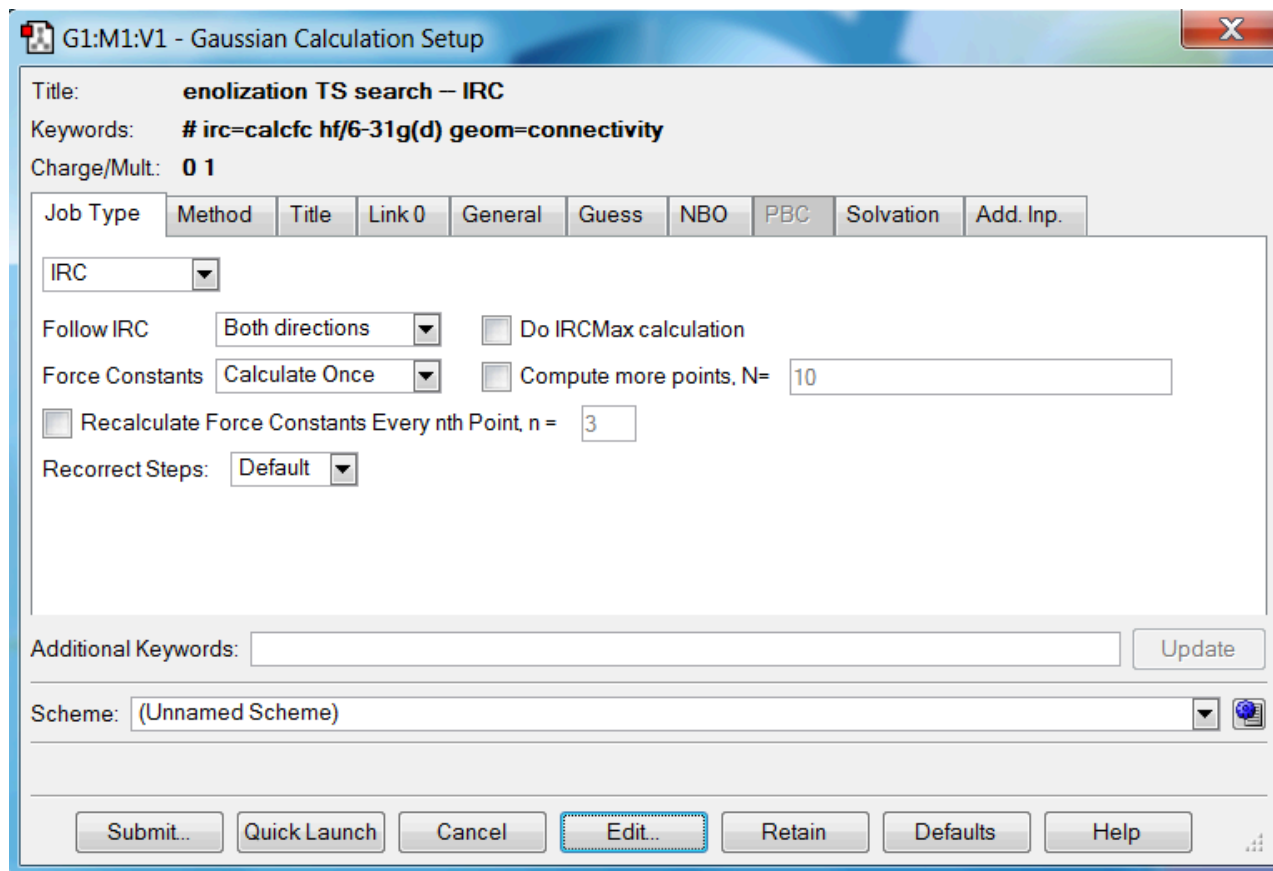 G1:M1:V1 - Gaussian Calculation Setup
X
Title: enolization TS search -- IRC
Keywords: # irc=calcfc hf/6-31g(d) geom=connectivity
Charge/Mult.: 0 1
Job Type Method Title Link 0 General Guess NBO PBC Solvation Add. Inp.
IRC
Follow IRC Both directions Do IRCMax calculation
Force Constants Calculate Once Compute more points, N= 10
Recalculate Force Constants Every nth Point, n = 3
Recorrect Steps: Default
Additional Keywords: Update
Scheme: (Unnamed Scheme)
Submit... Quick Launch Cancel Edit... Retain Defaults Help